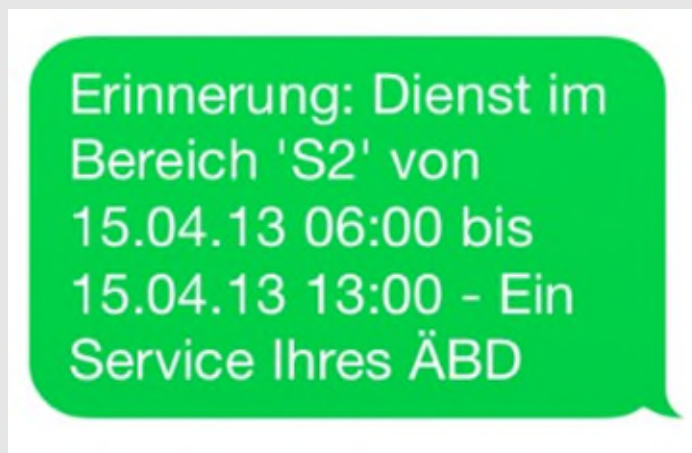 Erinnerung: Dienst im
Bereich 'S2' von
15.04.13 06:00 bis
15.04.13 13:00 - Ein
Service Ihres ÄBD